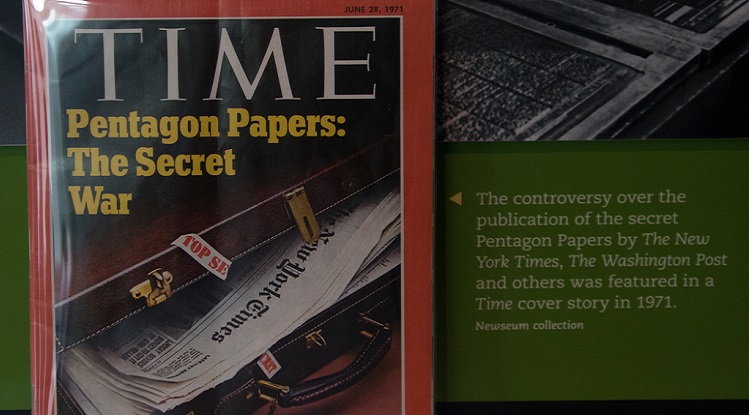 JUNE 28, 1971
TIME
Pentagon Papers:
The Secret
War
TOP SE
The New York Times
The controversy over the
publication of the secret
Pentagon Papers by The New
York Times, The Washington Post
and others was featured in a
Time cover story in 1971.
Newseum collection